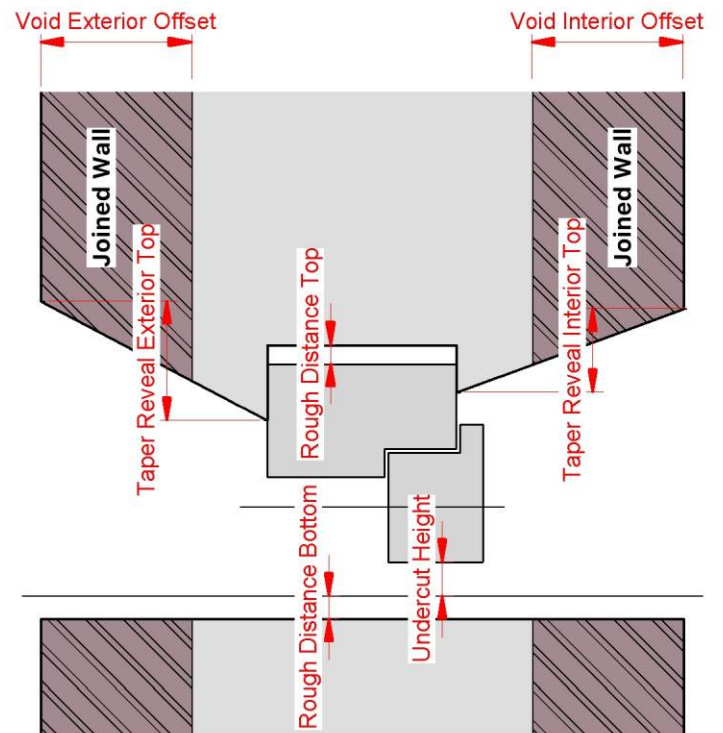 Void Exterior Offset
Void Interior Offset
Joined Wall
Joined Wall
Taper Reveal Exterior Top
Rough Distance Top
Taper Reveal Interior Top
Rough Distance Bottom
Undercut Height